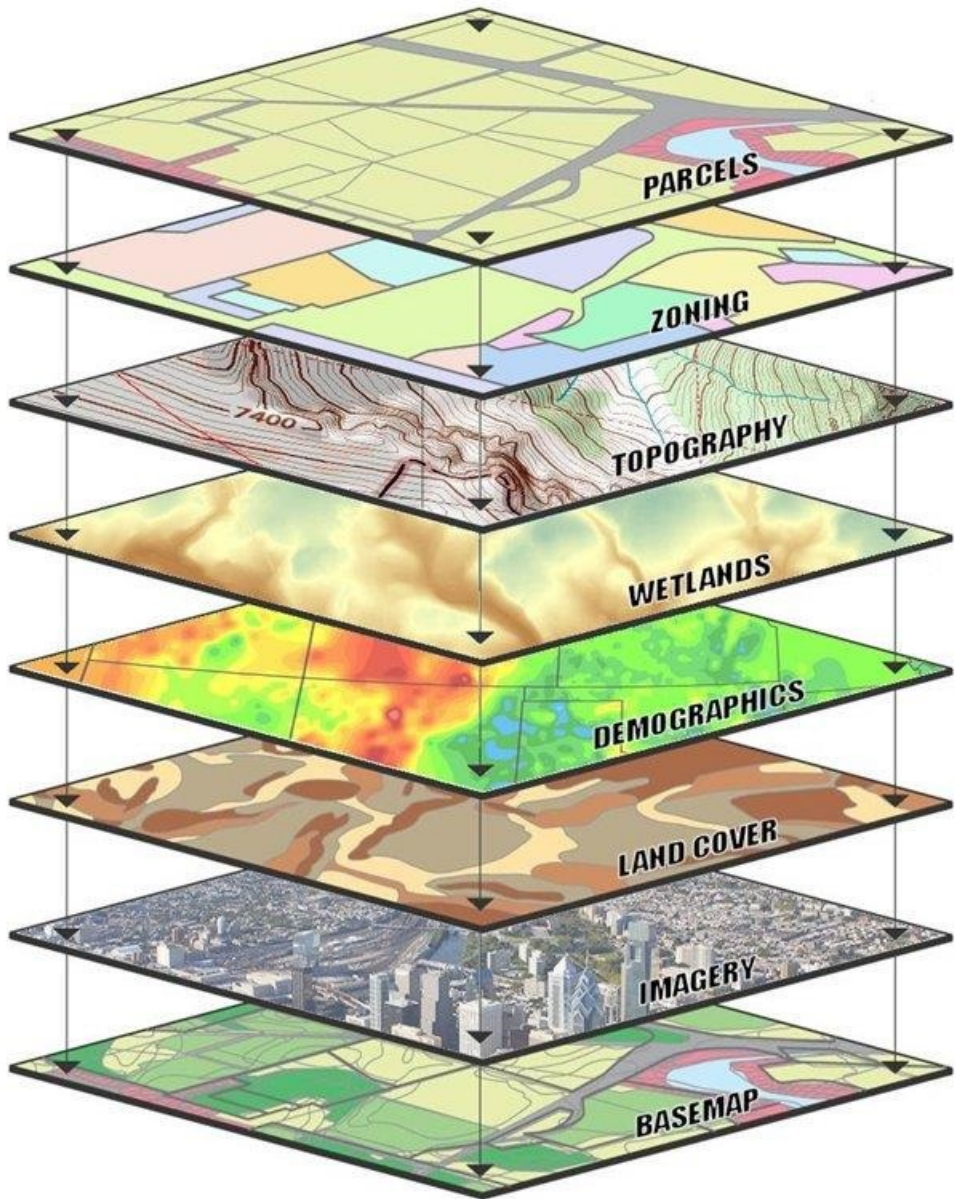 PARCELS
ZONING
7400
TOPOGRAPHY
WETLANDS
DEMOGRAPHICS
LAND COVER
IMAGERY
BASEMAP